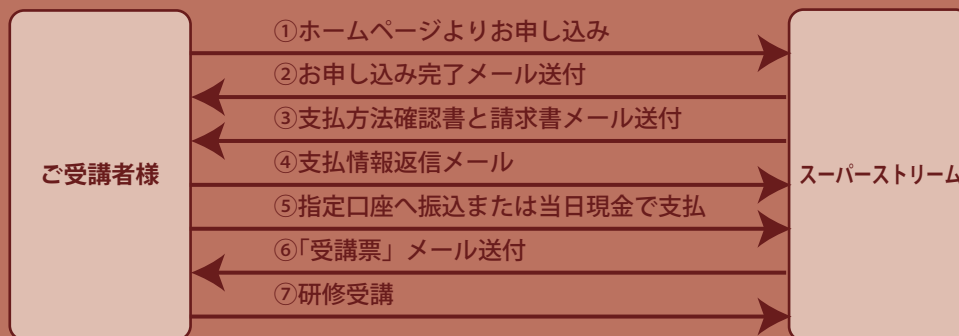 ①ホームページよりお申し込み
②お申し込み完了メール送付
③支払方法確認書と請求書メール送付
ご受講者様
④支払情報返信メール
スーパーストリーム
⑤指定口座へ振込または当日現金で支払
⑥「受講票」メール送付
⑦研修受講